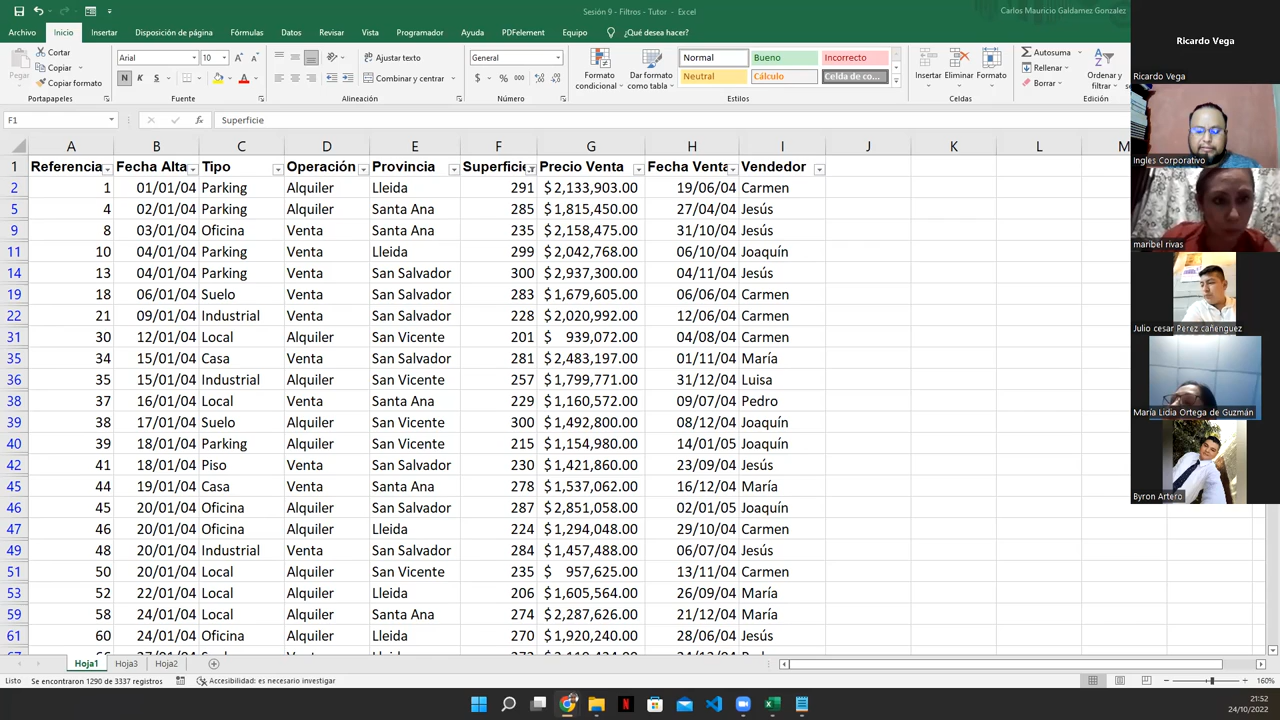 Sesión 9 - Filtros - Tutor - Excel
Carlos Mauricio Galdamez Gonzalez
Archivo Inicio Insertar Disposición de página Fórmulas Datos Revisar Vista Programador Ayuda PDFelement Equipo ¿Qué desea hacer?
Pegar
Cortar
Copiar
Copiar formato
Portapapeles
Arial 10
N K S
Fuente
Ajustar texto
Combinar y centrar
Alineación
General
$ % 000
Número
Formato condicional
Dar formato como tabla
Normal Bueno Incorrecto
Neutral Cálculo Celda de co...
Estilos
Insertar Eliminar Formato
Celdas
Autosuma
Rellenar
Borrar
Ordenar y filtrar
Edición
F1 fx Superficie
A B C D E F G H I J K L M
1 Referencia Fecha Alta Tipo Operación Provincia Superficie Precio Venta Fecha Venta Vendedor
2 1 01/01/04 Parking Alquiler Lleida 291 $ 2,133,903.00 19/06/04 Carmen
5 4 02/01/04 Parking Alquiler Santa Ana 285 $ 1,815,450.00 27/04/04 Jesús
9 8 03/01/04 Oficina Venta Santa Ana 235 $ 2,158,475.00 31/10/04 Jesús
11 10 04/01/04 Parking Venta Lleida 299 $ 2,042,768.00 06/10/04 Joaquín
14 13 04/01/04 Parking Venta San Salvador 300 $ 2,937,300.00 04/11/04 Jesús
19 18 06/01/04 Suelo Venta San Salvador 283 $ 1,679,605.00 06/06/04 Carmen
22 21 09/01/04 Industrial Venta San Salvador 228 $ 2,020,992.00 12/06/04 Carmen
31 30 12/01/04 Local Alquiler San Vicente 201 $ 939,072.00 04/08/04 Carmen
35 34 15/01/04 Casa Venta San Salvador 281 $ 2,483,197.00 01/11/04 María
36 35 15/01/04 Industrial Alquiler San Vicente 257 $ 1,799,771.00 31/12/04 Luisa
38 37 16/01/04 Local Venta Santa Ana 229 $ 1,160,572.00 09/07/04 Pedro
39 38 17/01/04 Suelo Alquiler San Vicente 300 $ 1,492,800.00 08/12/04 Joaquín
40 39 18/01/04 Parking Alquiler San Vicente 215 $ 1,154,980.00 14/01/05 Joaquín
42 41 18/01/04 Piso Venta San Salvador 230 $ 1,421,860.00 23/09/04 Jesús
45 44 19/01/04 Casa Venta Santa Ana 278 $ 1,537,062.00 16/12/04 María
46 45 20/01/04 Oficina Alquiler San Salvador 287 $ 2,851,058.00 02/01/05 Joaquín
47 46 20/01/04 Oficina Alquiler Lleida 224 $ 1,294,048.00 29/10/04 Carmen
49 48 20/01/04 Industrial Venta San Salvador 284 $ 1,457,488.00 06/07/04 Jesús
51 50 20/01/04 Local Alquiler San Vicente 235 $ 957,625.00 13/11/04 Carmen
53 52 22/01/04 Local Alquiler Lleida 206 $ 1,605,564.00 26/09/04 María
59 58 24/01/04 Local Alquiler Santa Ana 274 $ 2,287,626.00 21/12/04 María
61 60 24/01/04 Oficina Alquiler Lleida 270 $ 1,920,240.00 28/06/04 Jesús
Hoja1 Hoja3 Hoja2
Listo Se encontraron 1290 de 3337 registros Accesibilidad: es necesario investigar 160%
21:52
24/10/2022
Ricardo Vega
Ricardo Vega
Ingles Corporativo
maribel rivas
Julio cesar Perez cañenguez
María Lidia Ortega de Guzmán
Byron Artero